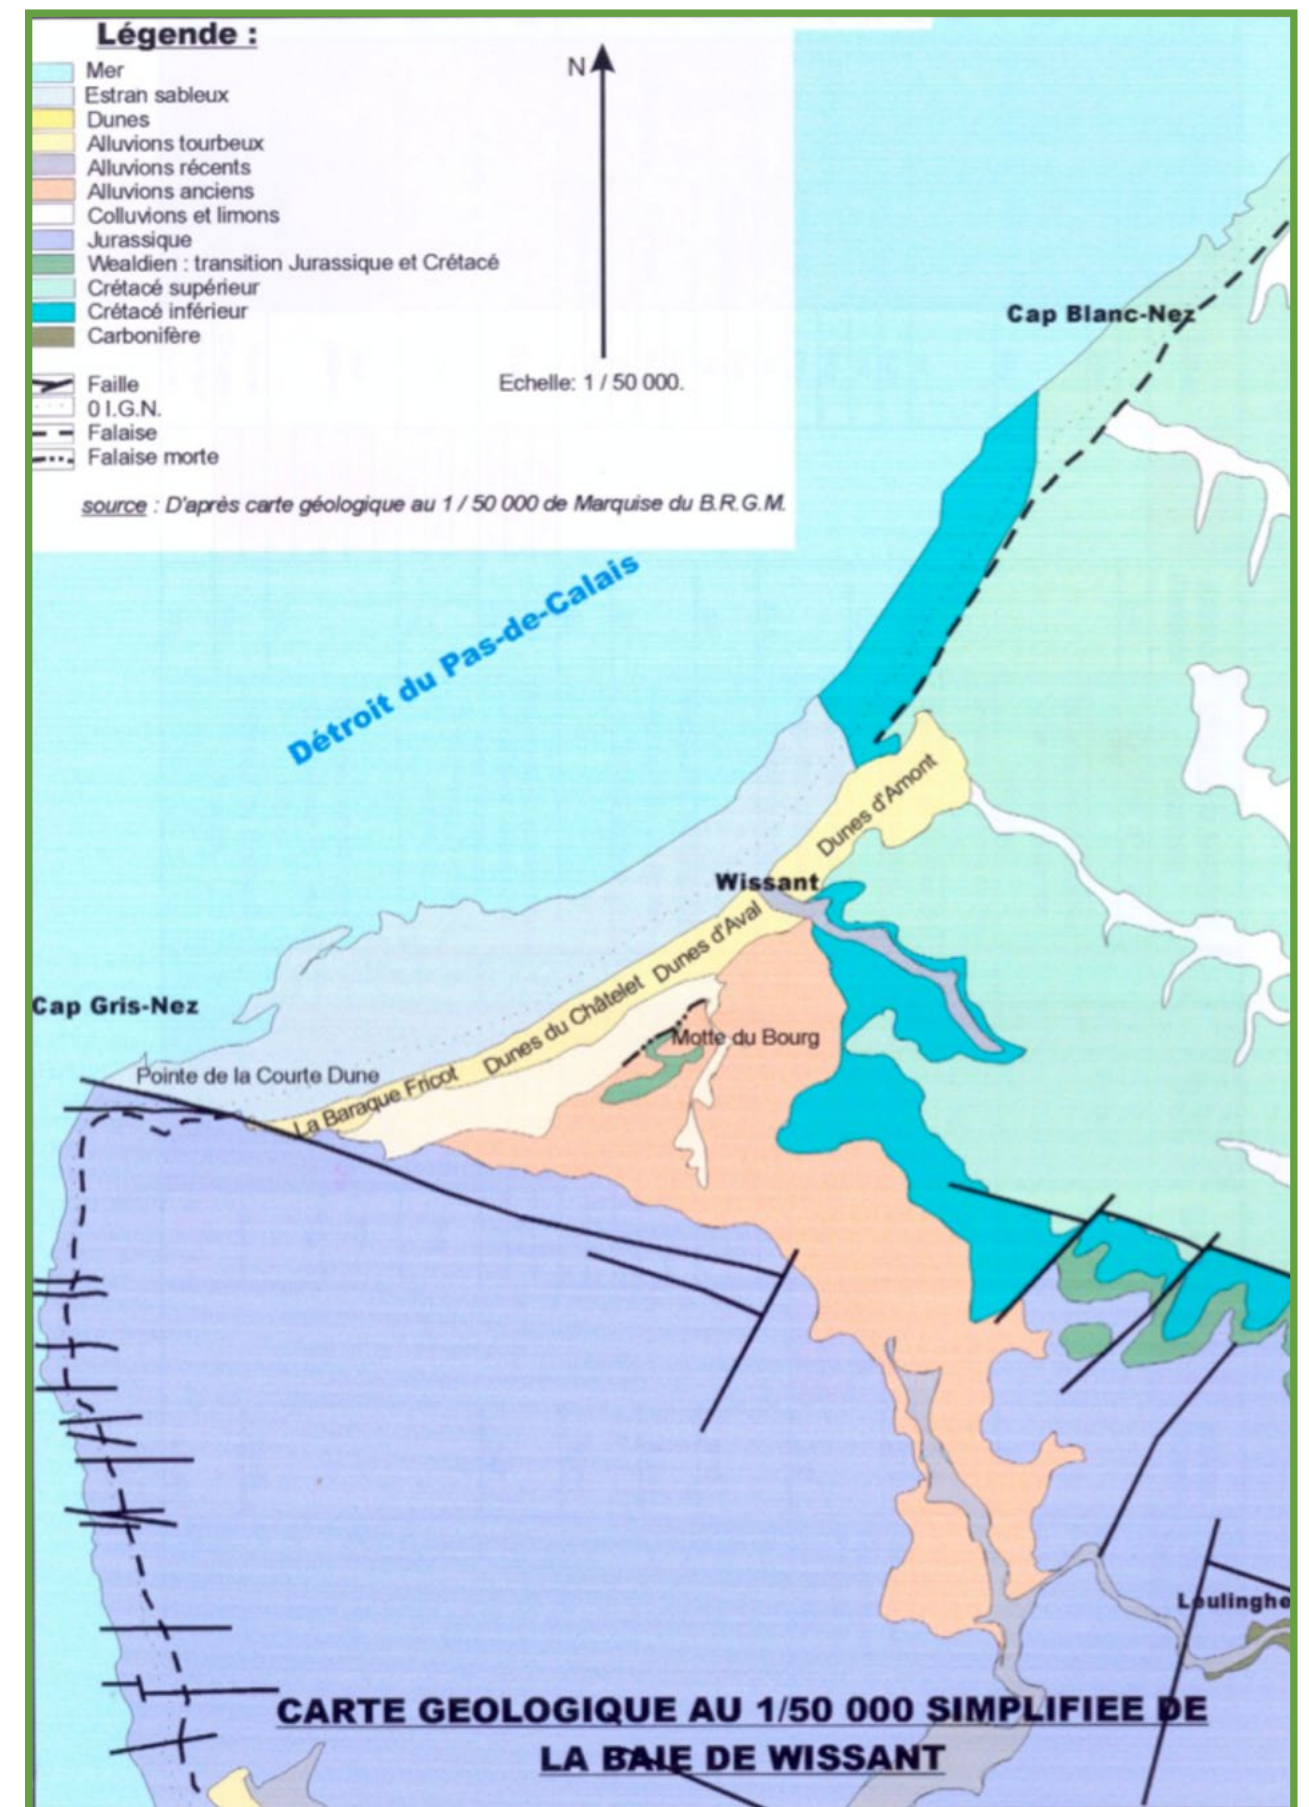 Légende :
Mer
Estran sableux
Dunes
Alluvions tourbeux
Alluvions récents
Alluvions anciens
Colluvions et limons
Jurassique
Wealdien : transition Jurassique et Crétacé
Crétacé supérieur
Crétacé inférieur
Carbonifère
Faille
0 I.G.N.
Falaise
Falaise morte
N
Echelle: 1 / 50 000.
source : D'après carte géologique au 1 / 50 000 de Marquise du B.R.G.M.
Cap Blanc-Nez
Détroit du Pas-de-Calais
Dunes d'Amont
Wissant
Dunes d'Aval
Dunes du Châtelet
Cap Gris-Nez
Motte du Bourg
Pointe de la Courte Dune
La Baraque Fricot
Leulinghe
CARTE GEOLOGIQUE AU 1/50 000 SIMPLIFIEE DE
LA BAIE DE WISSANT